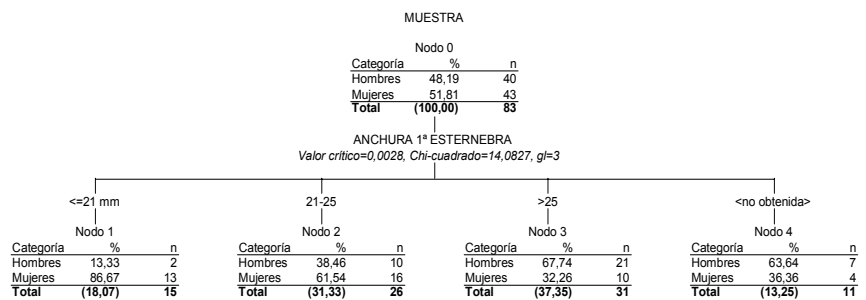 MUESTRA
Nodo 0
Categoría % n
Hombres 48,19 40
Mujeres 51,81 43
Total (100,00) 83
ANCHURA 1ª ESTERNEBRA
Valor crítico=0,0028, Chi-cuadrado=14,0827, gl=3
<=21 mm 21-25 >25 <no obtenida>
Nodo 1 Nodo 2 Nodo 3 Nodo 4
Categoría % n Categoría % n Categoría % n Categoría % n
Hombres 13,33 2 Hombres 38,46 10 Hombres 67,74 21 Hombres 63,64 7
Mujeres 86,67 13 Mujeres 61,54 16 Mujeres 32,26 10 Mujeres 36,36 4
Total (18,07) 15 Total (31,33) 26 Total (37,35) 31 Total (13,25) 11